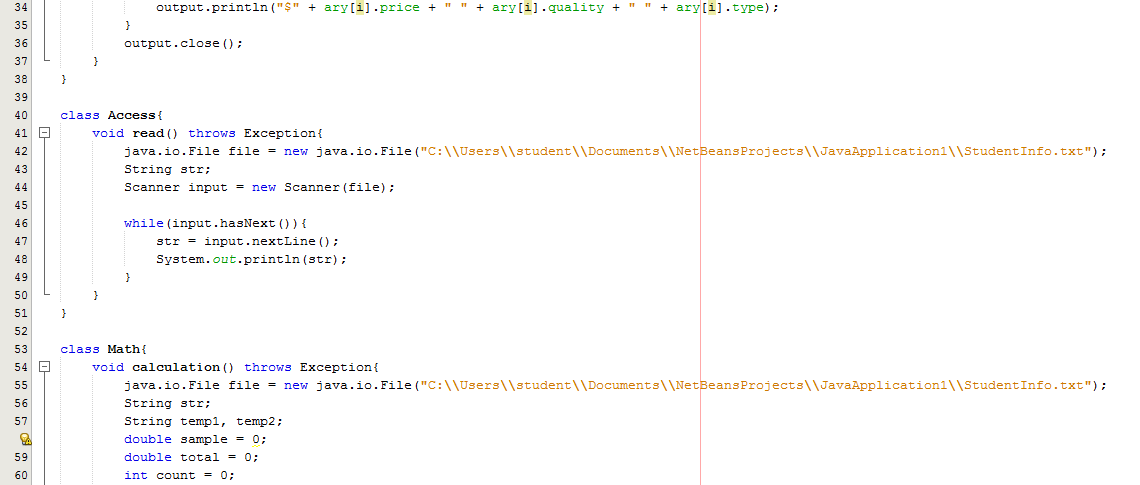 34 output.println("$" + ary[i].price + " " + ary[i].quality + " " + ary[i].type);
35 }
36 output.close();
37 }
38 }
39
40 class Access{
41 void read() throws Exception{
42 java.io.File file = new java.io.File("C:\\Users\\student\\Documents\\NetBeansProjects\\JavaApplication1\\StudentInfo.txt");
43 String str;
44 Scanner input = new Scanner(file);
45
46 while(input.hasNext()){
47 str = input.nextLine();
48 System.out.println(str);
49 }
50 }
51 }
52
53 class Math{
54 void calculation() throws Exception{
55 java.io.File file = new java.io.File("C:\\Users\\student\\Documents\\NetBeansProjects\\JavaApplication1\\StudentInfo.txt");
56 String str;
57 String temp1, temp2;
double sample = 0;
59 double total = 0;
60 int count = 0;